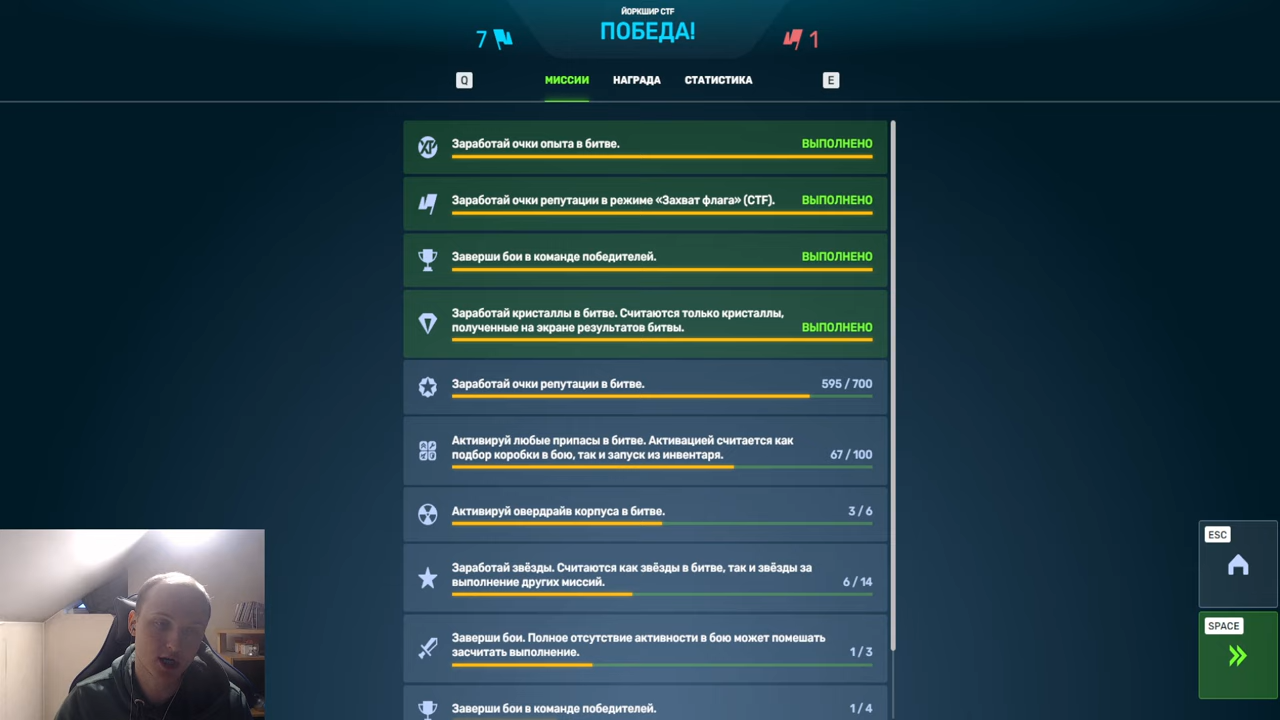 ЙОРКШИР CTF
7 ПОБЕДА! 1
Q МИССИИ НАГРАДА СТАТИСТИКА E
Заработай очки опыта в битве. ВЫПОЛНЕНО
Заработай очки репутации в режиме «Захват флага» (CTF). ВЫПОЛНЕНО
Заверши бои в команде победителей. ВЫПОЛНЕНО
Заработай кристаллы в битве. Считаются только кристаллы,
полученные на экране результатов битвы. ВЫПОЛНЕНО
Заработай очки репутации в битве. 595 / 700
Активируй любые припасы в битве. Активацией считается как
подбор коробки в бою, так и запуск из инвентаря. 67 / 100
Активируй овердрайв корпуса в битве. 3 / 6
Заработай звёзды. Считаются как звёзды в битве, так и звёзды за
выполнение других миссий. 6 / 14
Заверши бои. Полное отсутствие активности в бою может помешать
засчитать выполнение. 1 / 3
Заверши бои в команде победителей. 1 / 4
ESC
SPACE